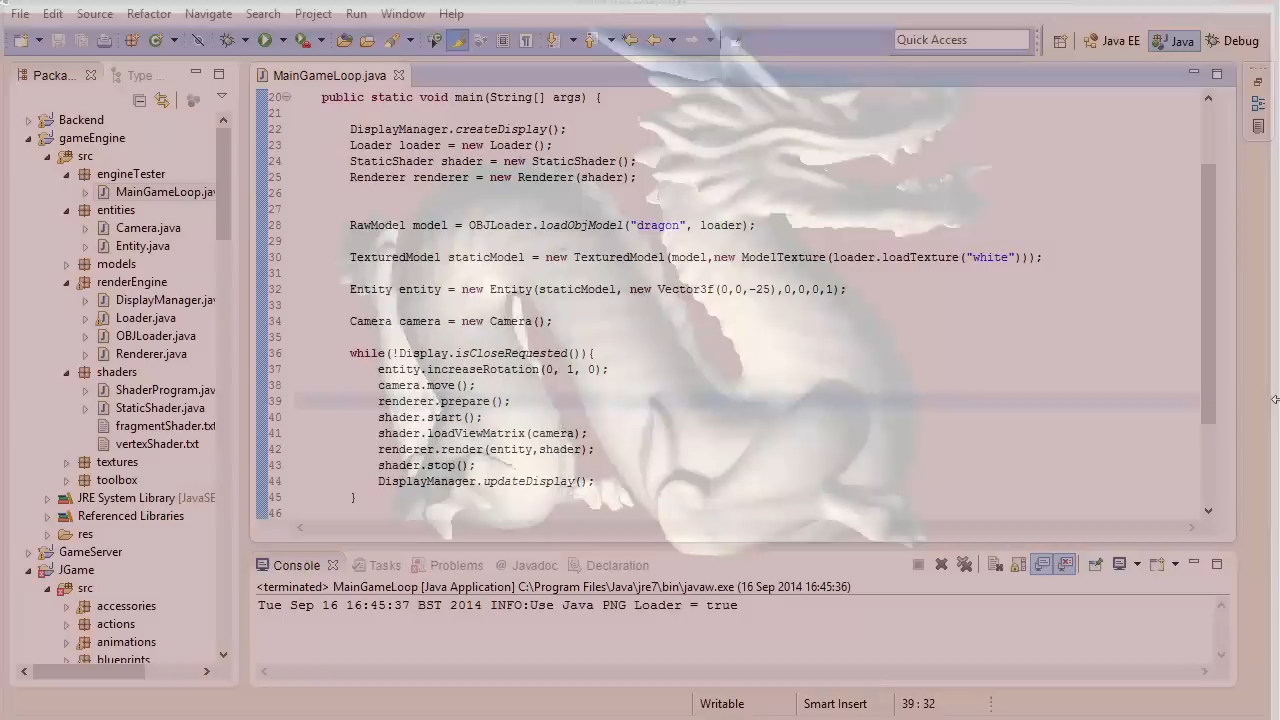 File Edit Source Refactor Navigate Search Project Run Window Help
Quick Access Java EE Java Debug
Packa... Type ... MainGameLoop.java
Backend
gameEngine
src
engineTester
MainGameLoop.jav
entities
Camera.java
Entity.java
models
renderEngine
DisplayManager.ja
Loader.java
OBJLoader.java
Renderer.java
shaders
ShaderProgram.jav
StaticShader.java
fragmentShader.txt
vertexShader.txt
textures
toolbox
JRE System Library [JavaSE
Referenced Libraries
res
GameServer
JGame
src
accessories
actions
animations
blueprints
20 public static void main(String[] args) {
21
22 DisplayManager.createDisplay();
23 Loader loader = new Loader();
24 StaticShader shader = new StaticShader();
25 Renderer renderer = new Renderer(shader);
26
27
28 RawModel model = OBJLoader.loadObjModel("dragon", loader);
29
30 TexturedModel staticModel = new TexturedModel(model,new ModelTexture(loader.loadTexture("white")));
31
32 Entity entity = new Entity(staticModel, new Vector3f(0,0,-25),0,0,0,1);
33
34 Camera camera = new Camera();
35
36 while(!Display.isCloseRequested()){
37 entity.increaseRotation(0, 1, 0);
38 camera.move();
39 renderer.prepare();
40 shader.start();
41 shader.loadViewMatrix(camera);
42 renderer.render(entity,shader);
43 shader.stop();
44 DisplayManager.updateDisplay();
45 }
46
Console Tasks Problems @ Javadoc Declaration
<terminated> MainGameLoop [Java Application] C:\Program Files\Java\jre7\bin\javaw.exe (16 Sep 2014 16:45:36)
Tue Sep 16 16:45:37 BST 2014 INFO:Use Java PNG Loader = true
Writable Smart Insert 39 : 32